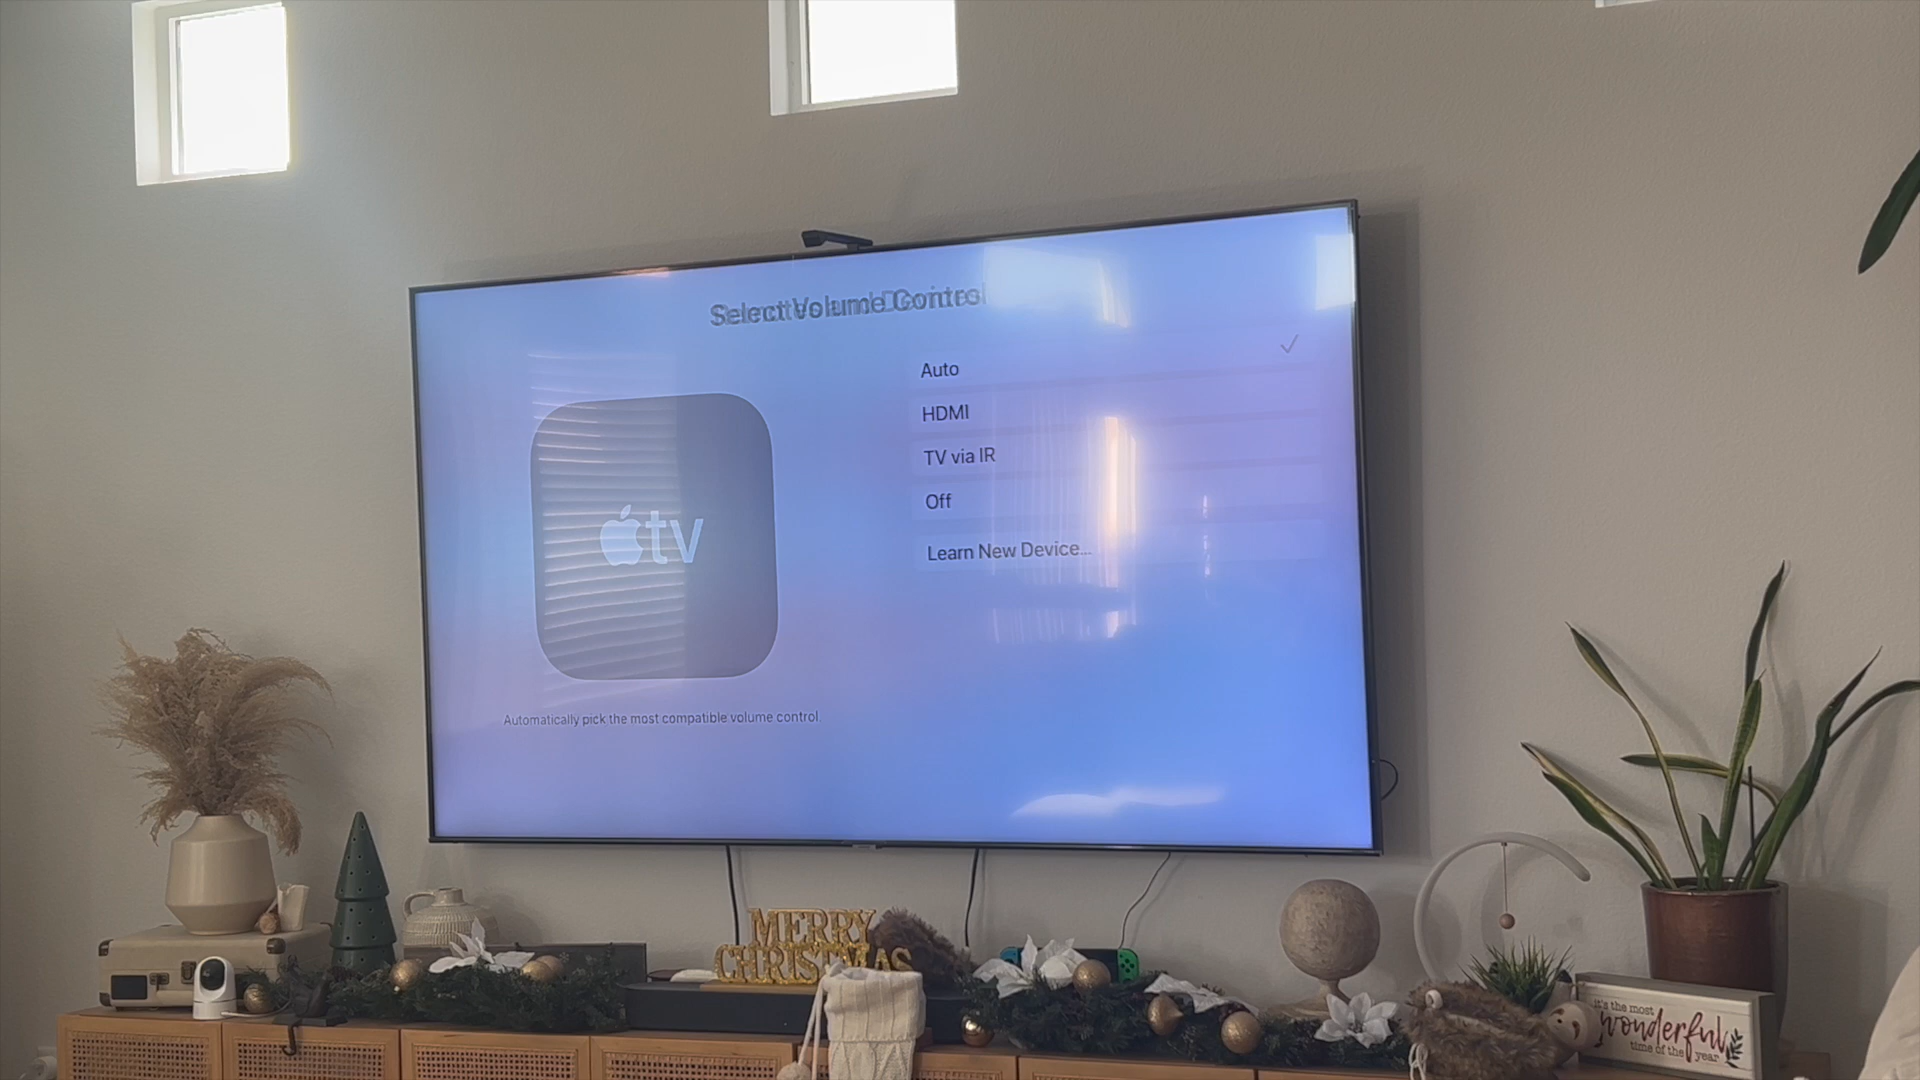 Select Volume Control
Auto
HDMI
TV via IR
Off
Learn New Device...
tv
Automatically pick the most compatible volume control.
MERRY
CHRISTMAS
it's the most
wonderful
time of the year